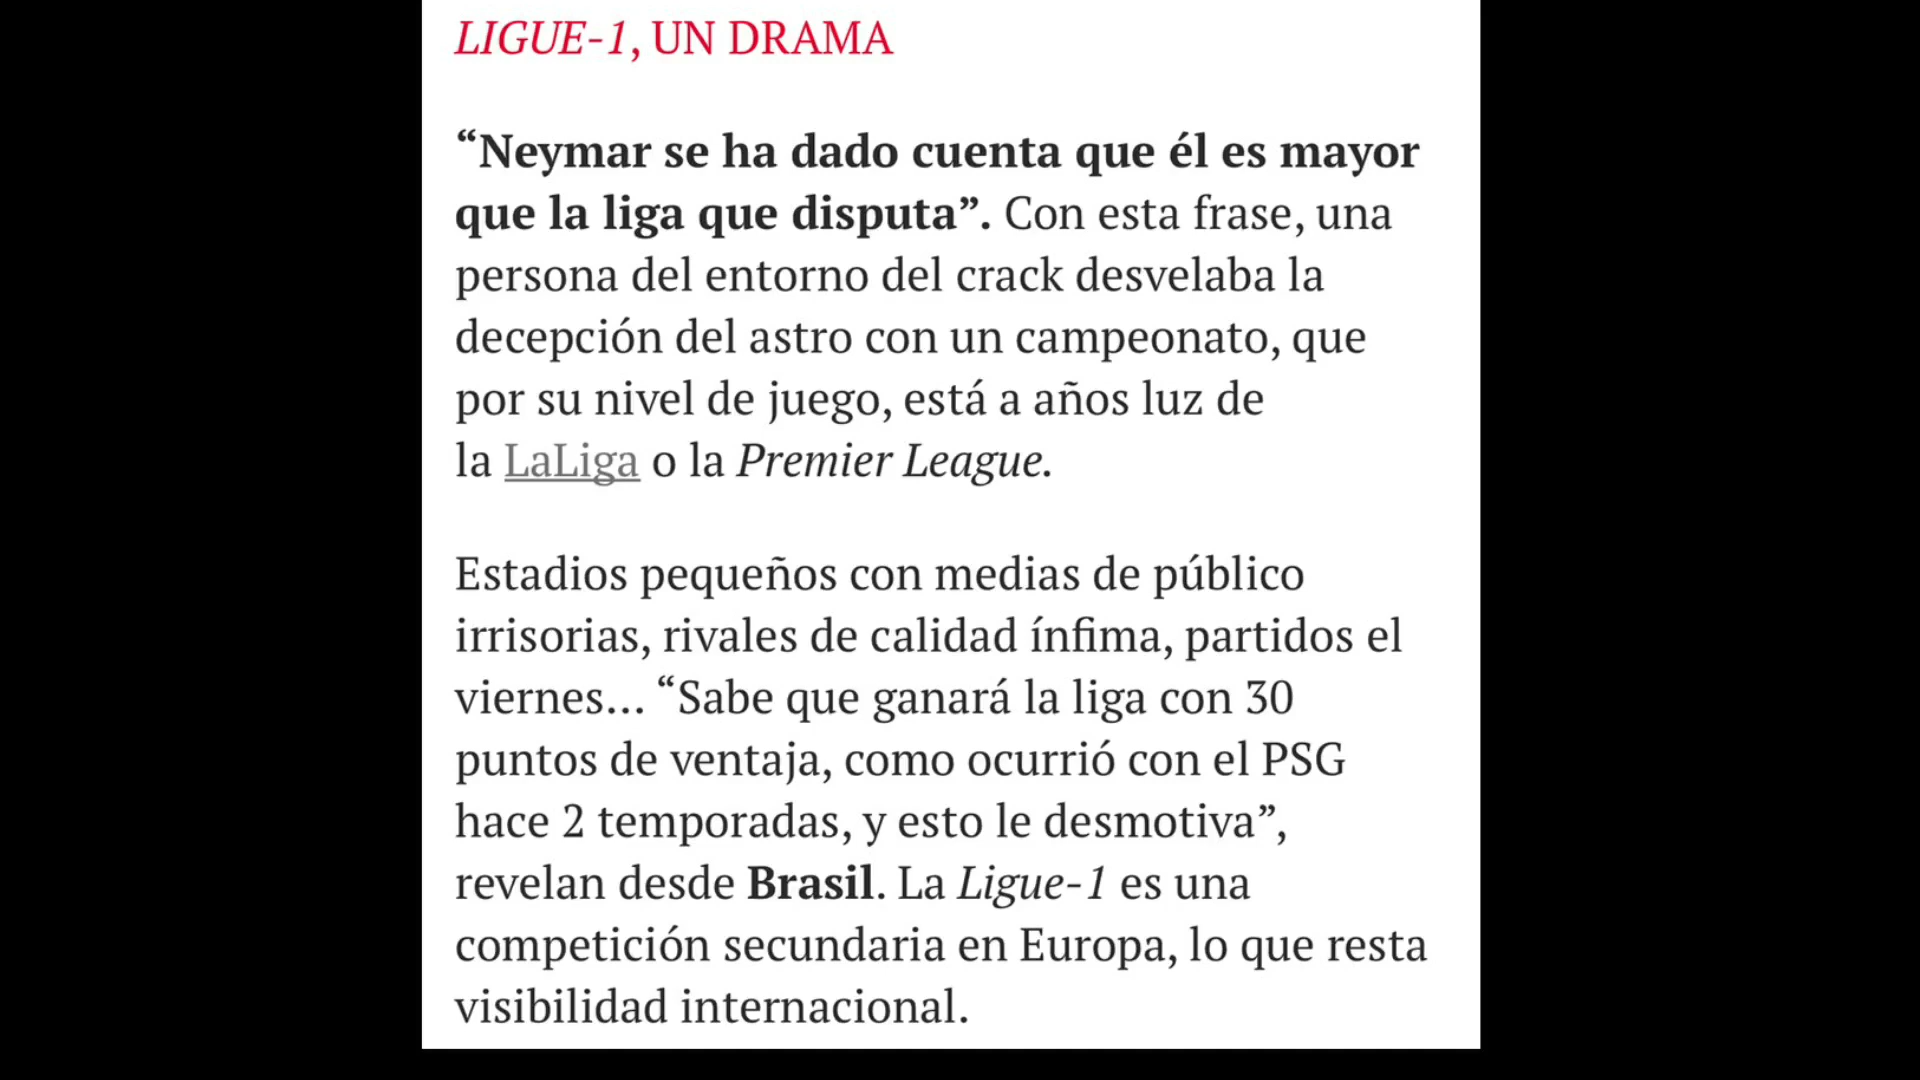 LIGUE-1, UN DRAMA
“Neymar se ha dado cuenta que él es mayor
que la liga que disputa”. Con esta frase, una
persona del entorno del crack desvelaba la
decepción del astro con un campeonato, que
por su nivel de juego, está a años luz de
la LaLiga o la Premier League.
Estadios pequeños con medias de público
irrisorias, rivales de calidad ínfima, partidos el
viernes... “Sabe que ganará la liga con 30
puntos de ventaja, como ocurrió con el PSG
hace 2 temporadas, y esto le desmotiva”,
revelan desde Brasil. La Ligue-1 es una
competición secundaria en Europa, lo que resta
visibilidad internacional.